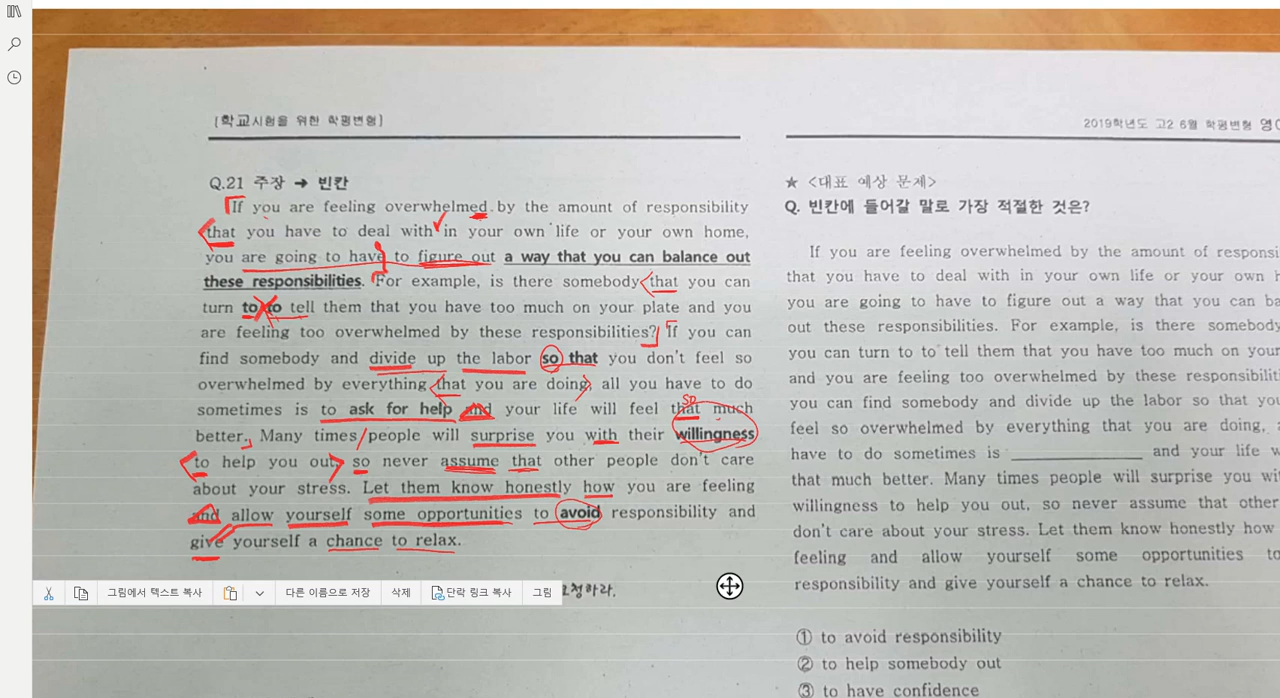 [학교시험을 위한 학평변형]
Q.21 주장 → 빈칸
If you are feeling overwhelmed by the amount of responsibility
that you have to deal with in your own life or your own home,
you are going to have to figure out a way that you can balance out
these responsibilities. For example, is there somebody that you can
turn to to tell them that you have too much on your plate and you
are feeling too overwhelmed by these responsibilities? If you can
find somebody and divide up the labor so that you don't feel so
overwhelmed by everything that you are doing, all you have to do
so
sometimes is to ask for help and your life will feel that much
better. Many times people will surprise you with their willingness
to help you out, so never assume that other people don't care
about your stress. Let them know honestly how you are feeling
and allow yourself some opportunities to avoid responsibility and
give yourself a chance to relax.
그림에서 텍스트 복사 다른 이름으로 저장 삭제 단락 링크 복사 그림
2019학년도 고2 6월 학평변형
★ <대표 예상 문제>
Q. 빈칸에 들어갈 말로 가장 적절한 것은?
If you are feeling overwhelmed by the amount of responsi
that you have to deal with in your own life or your own
you are going to have to figure out a way that you can ba
out these responsibilities. For example, is there somebody
you can turn to to tell them that you have too much on your
and you are feeling too overwhelmed by these responsibiliti
you can find somebody and divide up the labor so that you
feel so overwhelmed by everything that you are doing,
have to do sometimes is ____________ and your life w
that much better. Many times people will surprise you wi
willingness to help you out, so never assume that other
don't care about your stress. Let them know honestly how
feeling and allow yourself some opportunities to
responsibility and give yourself a chance to relax.
① to avoid responsibility
② to help somebody out
③ to have confidence